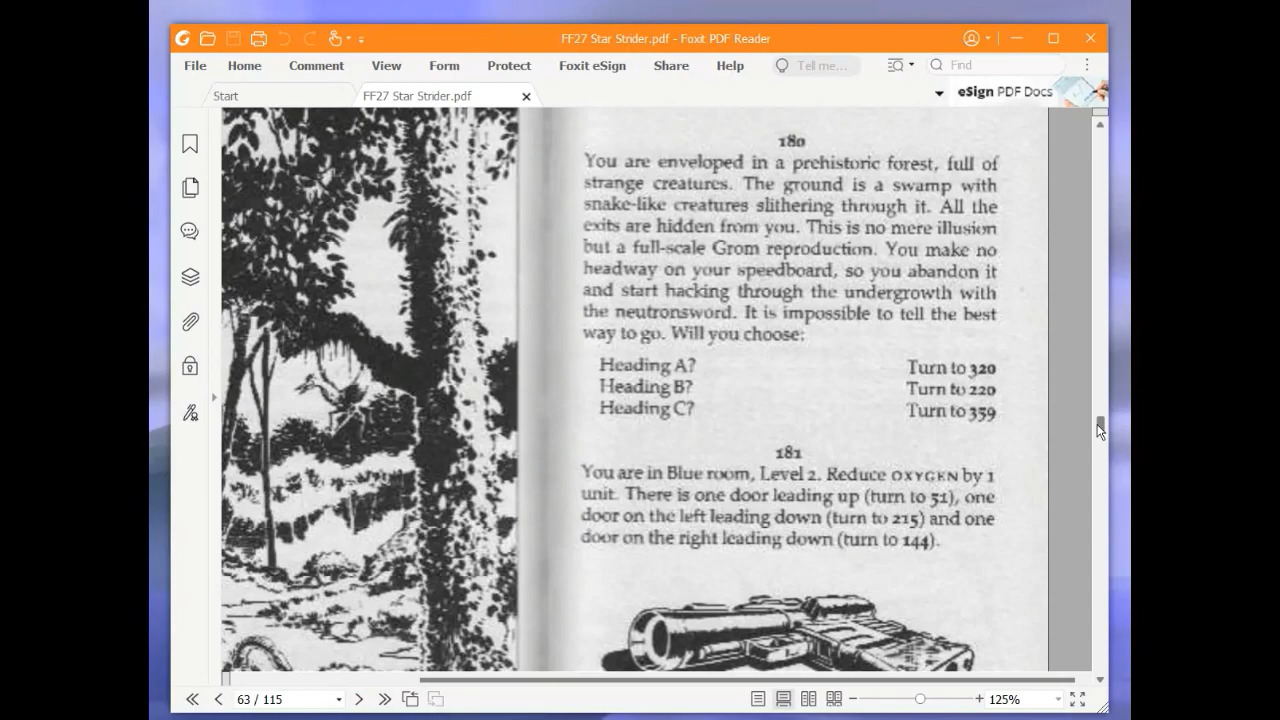 FF27 Star Strider.pdf - Foxit PDF Reader
File Home Comment View Form Protect Foxit eSign Share Help Tell me... Find
Start FF27 Star Strider.pdf eSign PDF Docs
180
You are enveloped in a prehistoric forest, full of
strange creatures. The ground is a swamp with
snake-like creatures slithering through it. All the
exits are hidden from you. This is no mere illusion
but a full-scale Grom reproduction. You make no
headway on your speedboard, so you abandon it
and start hacking through the undergrowth with
the neutronsword. It is impossible to tell the best
way to go. Will you choose:
Heading A? Turn to 320
Heading B? Turn to 220
Heading C? Turn to 359
181
You are in Blue room, Level 2. Reduce OXYGEN by 1
unit. There is one door leading up (turn to 51), one
door on the left leading down (turn to 215) and one
door on the right leading down (turn to 144).
63 / 115 125%